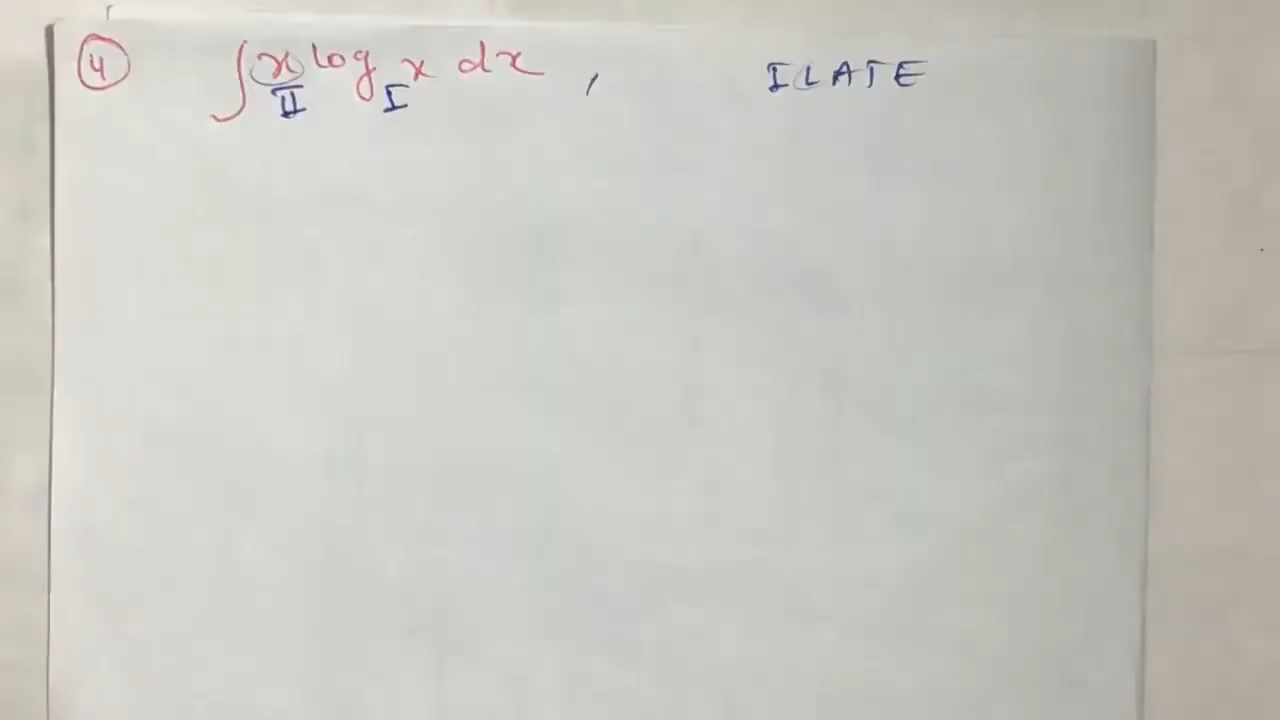 ④ ∫ x log x dx , ILATE
II I